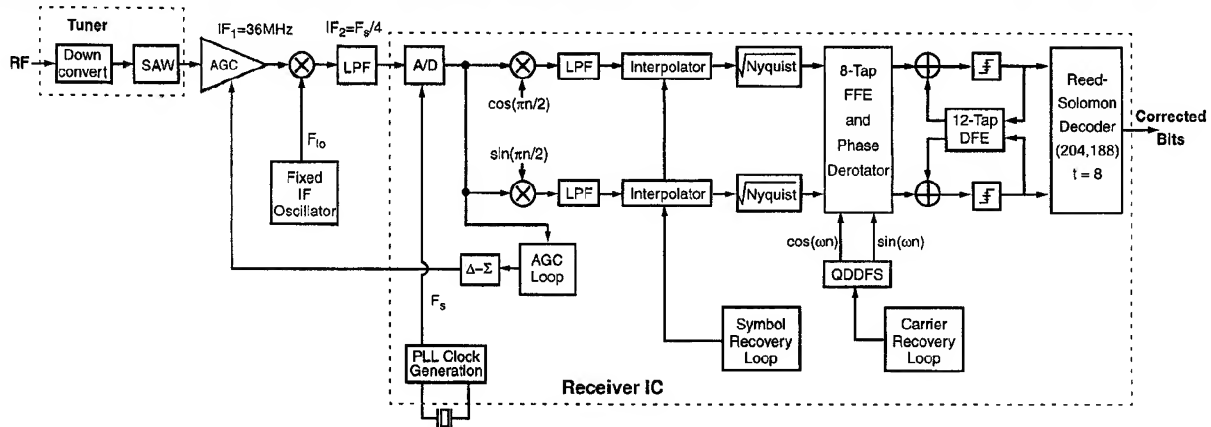 Tuner
RF
Down
convert
SAW
IF₁=36MHz
AGC
IF₂=Fₛ/4
LPF
A/D
cos(πn/2)
LPF
Interpolator
√Nyquist
8-Tap
FFE
and
Phase
Derotator
12-Tap
DFE
Reed-
Solomon
Decoder
(204,188)
t = 8
Corrected
Bits
F_lo
Fixed
IF
Oscillator
sin(πn/2)
LPF
Interpolator
√Nyquist
cos(ωn)
sin(ωn)
QDDFS
Δ−Σ
AGC
Loop
Fₛ
Symbol
Recovery
Loop
Carrier
Recovery
Loop
PLL Clock
Generation
Receiver IC